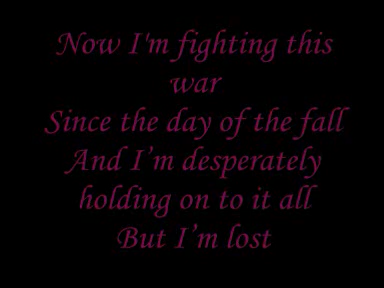 Now I'm fighting this
war
Since the day of the fall
And I’m desperately
holding on to it all
But I’m lost